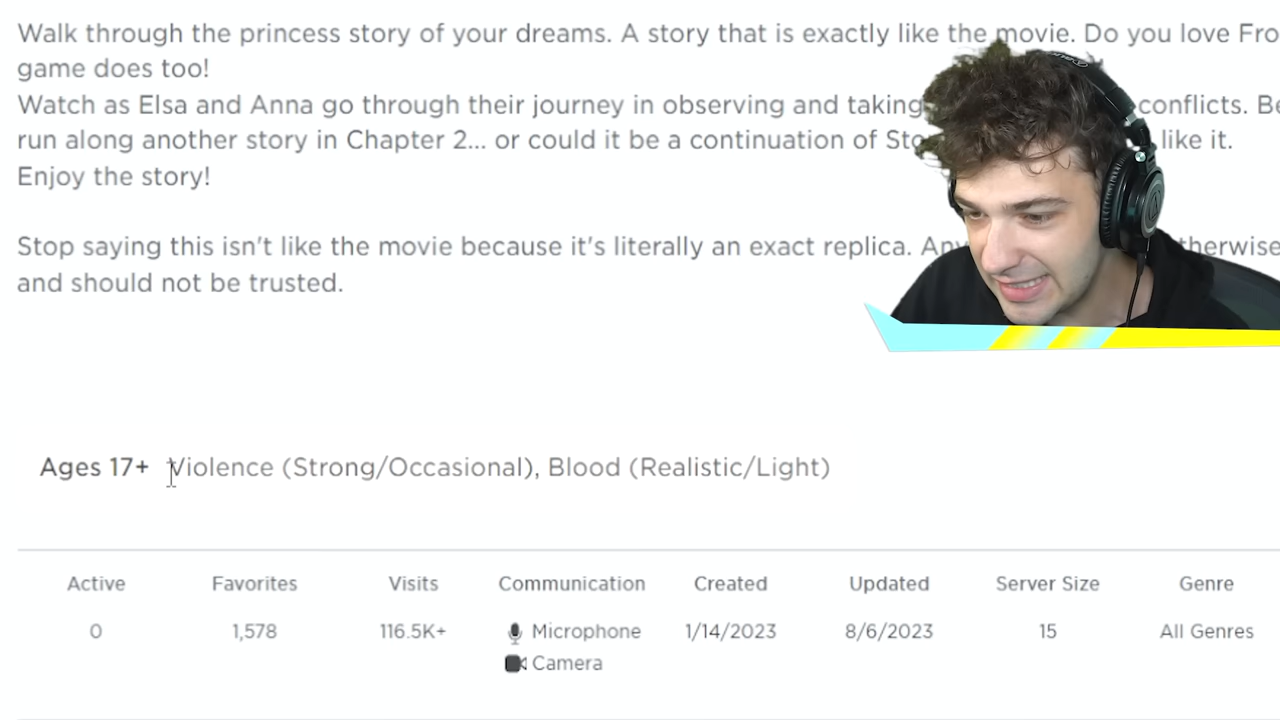 Walk through the princess story of your dreams. A story that is exactly like the movie. Do you love
game does too!
Watch as Elsa and Anna go through their journey in observing and taking conflicts.
run along another story in Chapter 2... or could it be a continuation of like it.
Enjoy the story!
Stop saying this isn't like the movie because it's literally an exact replica.
and should not be trusted.
Ages 17+ Violence (Strong/Occasional), Blood (Realistic/Light)
Active Favorites Visits Communication Created Updated Server Size Genre
0 1,578 116.5K+ Microphone 1/14/2023 8/6/2023 15 All Genres
Camera